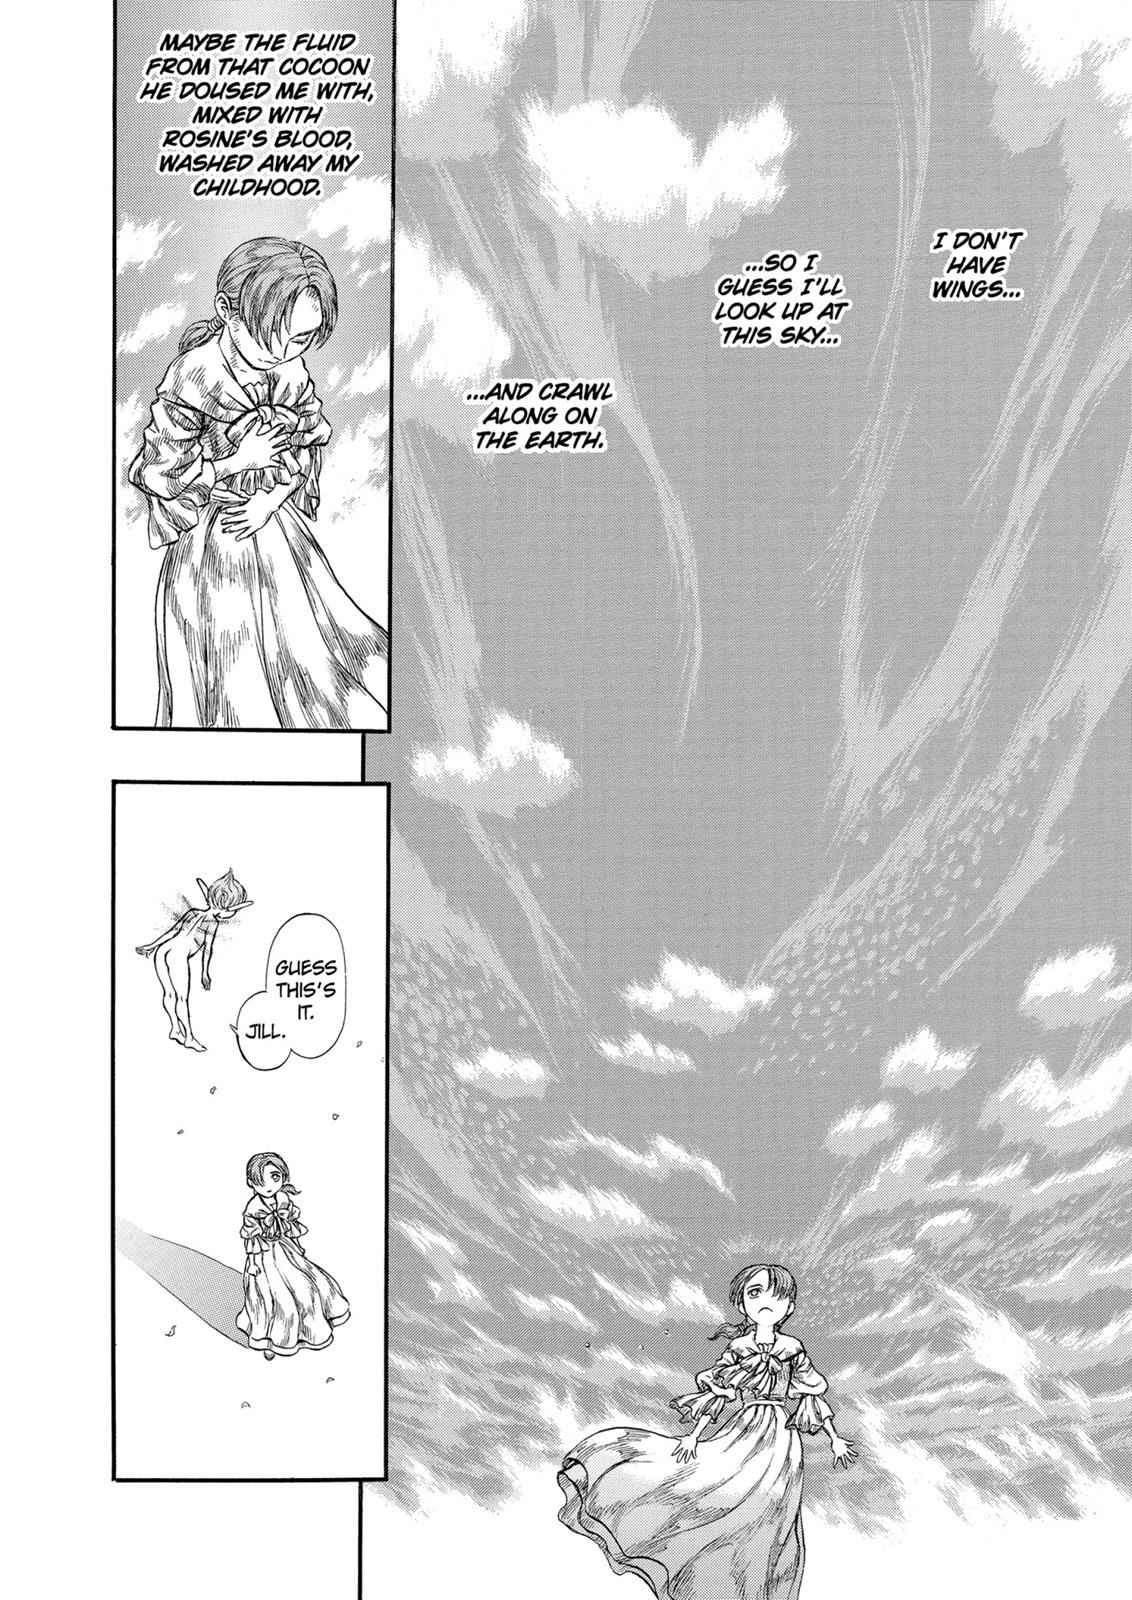 I DON'T
HAVE
WINGS...
...SO I
GUESS I'LL
LOOK UP AT
THIS SKY...
...AND CRAWL
ALONG ON
THE EARTH.
MAYBE THE FLUID
FROM THAT COCOON
HE DOUSED ME WITH,
MIXED WITH
ROSINE'S BLOOD,
WASHED AWAY MY
CHILDHOOD.
GUESS
THIS'S
IT.
JILL.